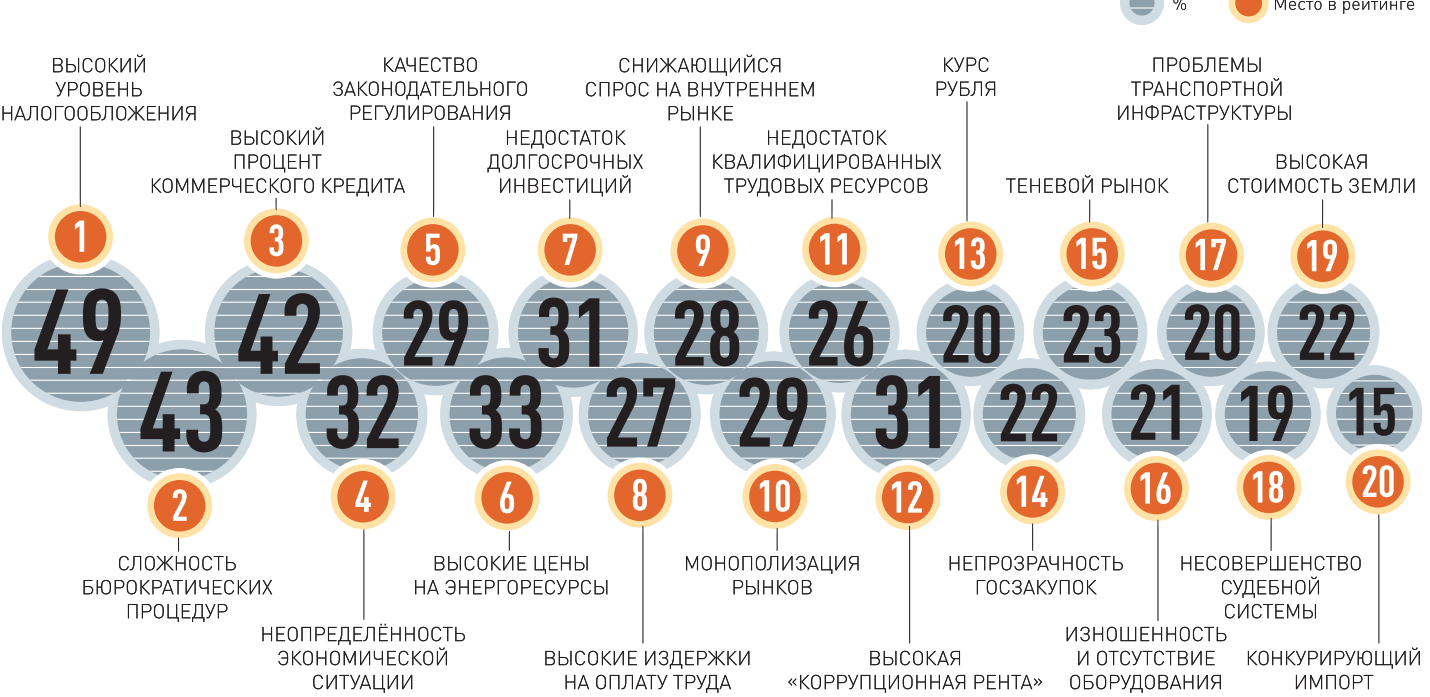 %
Место в рейтинге
ВЫСОКИЙ
УРОВЕНЬ
НАЛОГООБЛОЖЕНИЯ
1
49
43
2
СЛОЖНОСТЬ
БЮРОКРАТИЧЕСКИХ
ПРОЦЕДУР
ВЫСОКИЙ
ПРОЦЕНТ
КОММЕРЧЕСКОГО КРЕДИТА
3
42
32
4
НЕОПРЕДЕЛЁННОСТЬ
ЭКОНОМИЧЕСКОЙ
СИТУАЦИИ
КАЧЕСТВО
ЗАКОНОДАТЕЛЬНОГО
РЕГУЛИРОВАНИЯ
5
29
33
6
ВЫСОКИЕ ЦЕНЫ
НА ЭНЕРГОРЕСУРСЫ
НЕДОСТАТОК
ДОЛГОСРОЧНЫХ
ИНВЕСТИЦИЙ
7
31
27
8
ВЫСОКИЕ ИЗДЕРЖКИ
НА ОПЛАТУ ТРУДА
СНИЖАЮЩИЙСЯ
СПРОС НА ВНУТРЕННЕМ
РЫНКЕ
9
28
29
10
МОНОПОЛИЗАЦИЯ
РЫНКОВ
НЕДОСТАТОК
КВАЛИФИЦИРОВАННЫХ
ТРУДОВЫХ РЕСУРСОВ
11
26
31
12
ВЫСОКАЯ
«КОРРУПЦИОННАЯ РЕНТА»
КУРС
РУБЛЯ
13
20
22
14
НЕПРОЗРАЧНОСТЬ
ГОСЗАКУПОК
ТЕНЕВОЙ РЫНОК
15
23
21
16
ИЗНОШЕННОСТЬ
И ОТСУТСТВИЕ
ОБОРУДОВАНИЯ
ПРОБЛЕМЫ
ТРАНСПОРТНОЙ
ИНФРАСТРУКТУРЫ
17
20
19
18
НЕСОВЕРШЕНСТВО
СУДЕБНОЙ
СИСТЕМЫ
ВЫСОКАЯ
СТОИМОСТЬ ЗЕМЛИ
19
22
15
20
КОНКУРИРУЮЩИЙ
ИМПОРТ